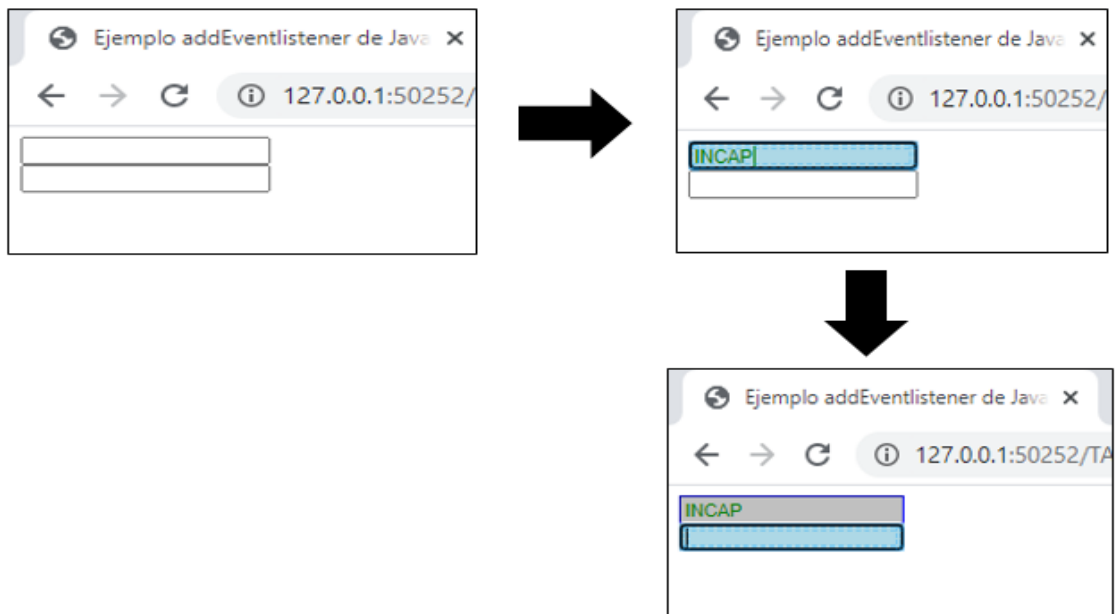 Ejemplo addEventlistener de Java
127.0.0.1:50252/
Ejemplo addEventlistener de Java
127.0.0.1:50252/
INCAP
Ejemplo addEventlistener de Java
127.0.0.1:50252/TA
INCAP